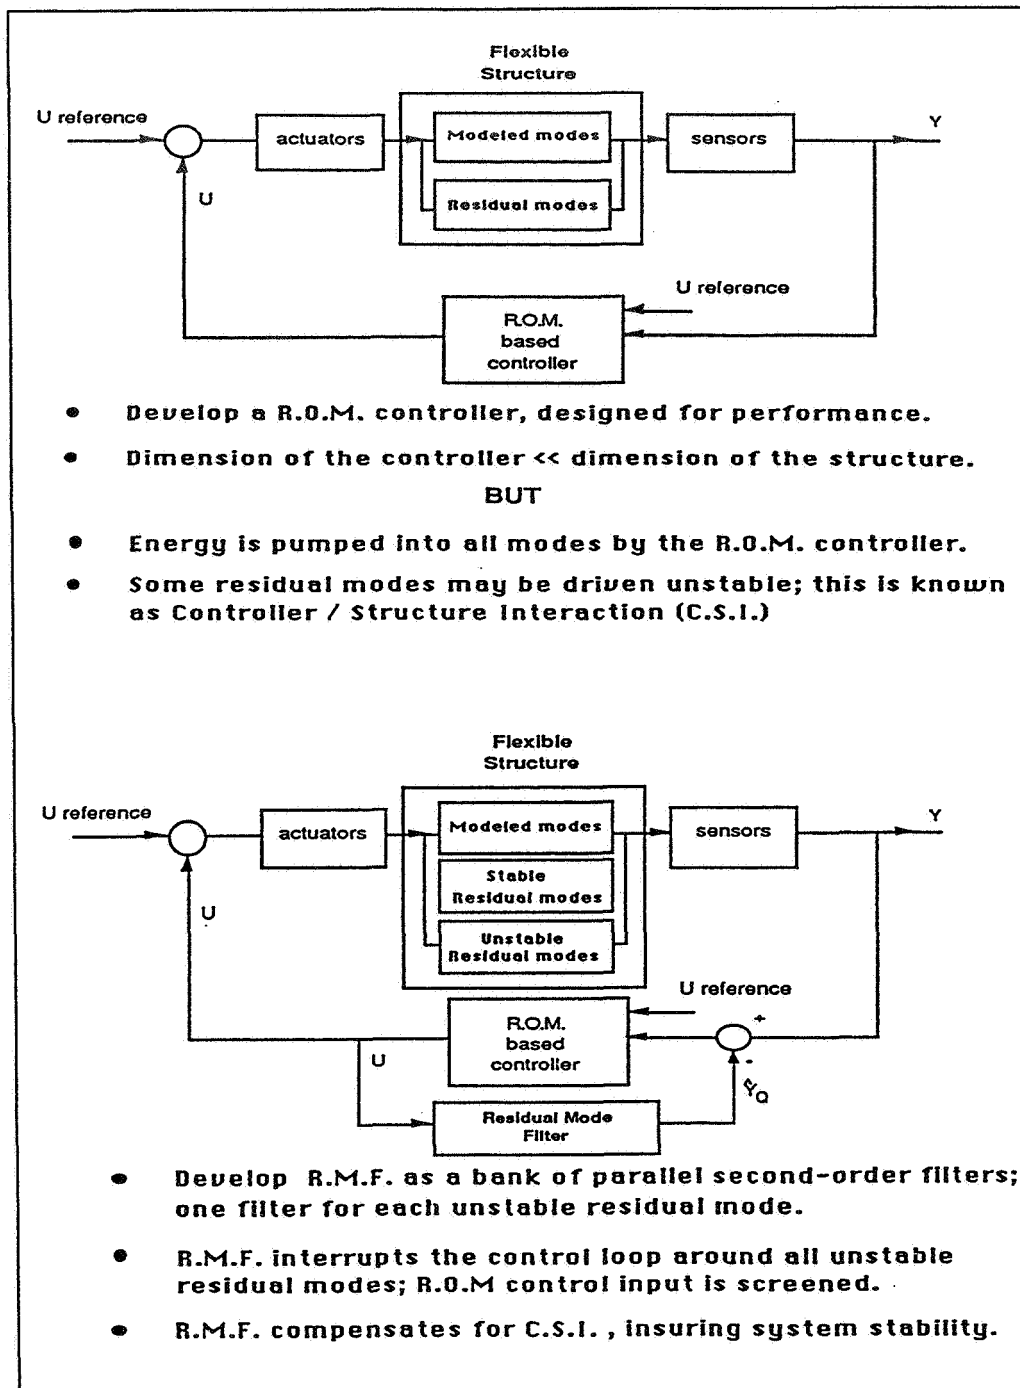 Flexible
Structure
U reference
actuators
Modeled modes
Residual modes
sensors
Y
U
U reference
R.O.M.
based
controller
• Develop a R.O.M. controller, designed for performance.
• Dimension of the controller << dimension of the structure.
BUT
• Energy is pumped into all modes by the R.O.M. controller.
• Some residual modes may be driven unstable; this is known
as Controller / Structure Interaction (C.S.I.)
Flexible
Structure
U reference
actuators
Modeled modes
Stable
Residual modes
Unstable
Residual modes
sensors
Y
U
U reference
R.O.M.
based
controller
+
-
U
Ŷ_Q
Residual Mode
Filter
• Develop R.M.F. as a bank of parallel second-order filters;
one filter for each unstable residual mode.
• R.M.F. interrupts the control loop around all unstable
residual modes; R.O.M control input is screened.
• R.M.F. compensates for C.S.I. , insuring system stability.